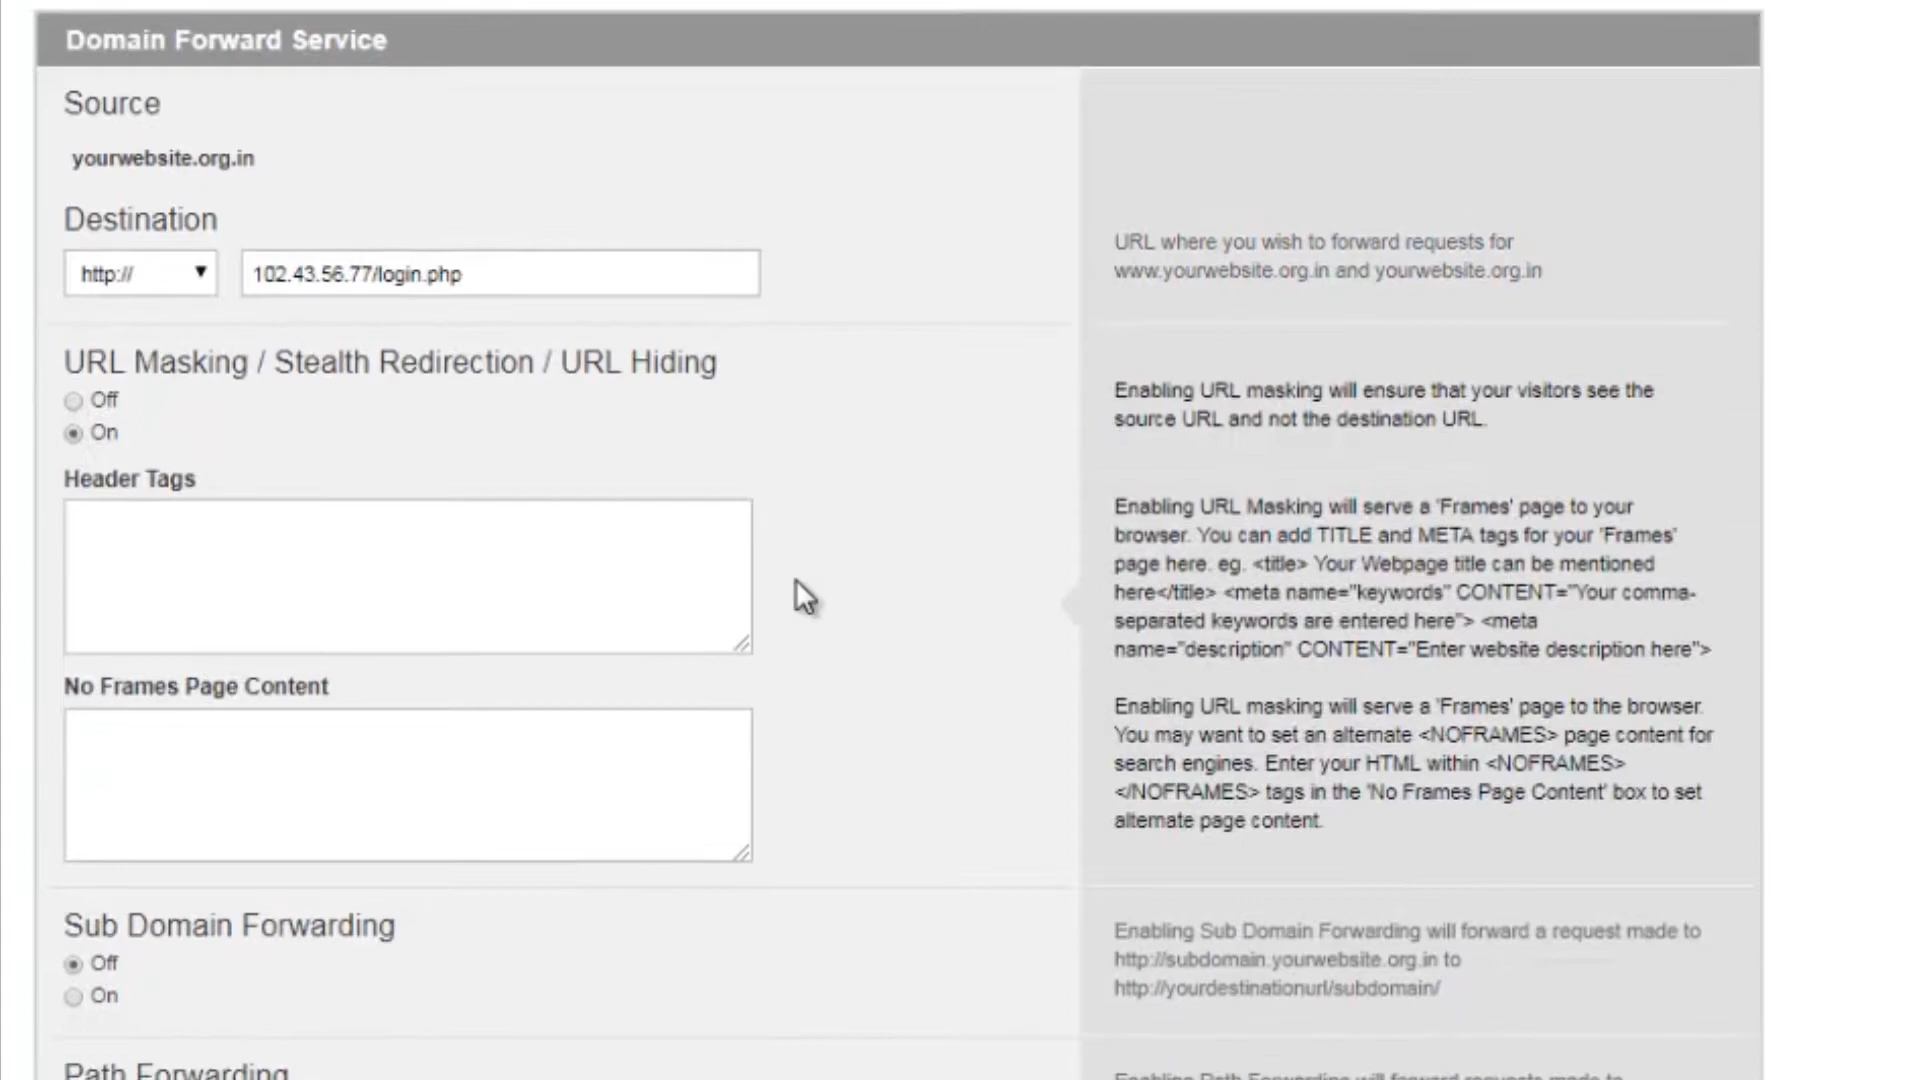 Domain Forward Service
Source
yourwebsite.org.in
Destination
http:// 102.43.56.77/login.php
URL where you wish to forward requests for
www.yourwebsite.org.in and yourwebsite.org.in
URL Masking / Stealth Redirection / URL Hiding
Off
On
Enabling URL masking will ensure that your visitors see the
source URL and not the destination URL.
Header Tags
Enabling URL Masking will serve a 'Frames' page to your
browser. You can add TITLE and META tags for your 'Frames'
page here. eg. <title> Your Webpage title can be mentioned
here</title> <meta name="keywords" CONTENT="Your comma-
separated keywords are entered here"> <meta
name="description" CONTENT="Enter website description here">
No Frames Page Content
Enabling URL masking will serve a 'Frames' page to the browser.
You may want to set an alternate <NOFRAMES> page content for
search engines. Enter your HTML within <NOFRAMES>
</NOFRAMES> tags in the 'No Frames Page Content' box to set
alternate page content.
Sub Domain Forwarding
Off
On
Enabling Sub Domain Forwarding will forward a request made to
http://subdomain.yourwebsite.org.in to
http://yourdestinationurl/subdomain/
Path Forwarding
Enabling Path Forwarding will forward requests made to